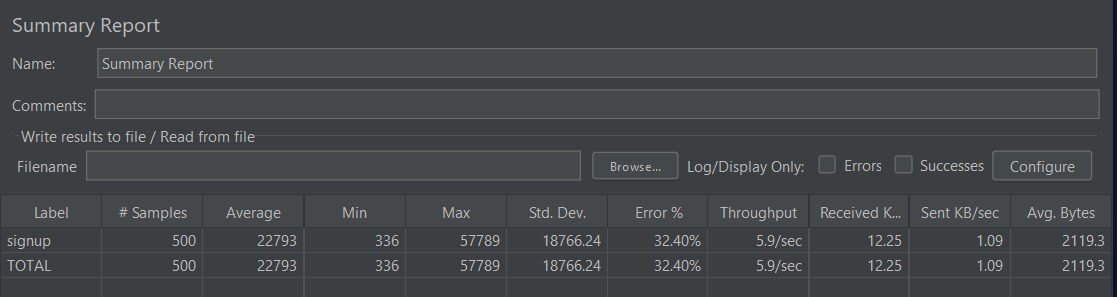 Summary Report
Name: Summary Report
Comments:
Write results to file / Read from file
Filename Browse... Log/Display Only: Errors Successes Configure
Label # Samples Average Min Max Std. Dev. Error % Throughput Received K... Sent KB/sec Avg. Bytes
signup 500 22793 336 57789 18766.24 32.40% 5.9/sec 12.25 1.09 2119.3
TOTAL 500 22793 336 57789 18766.24 32.40% 5.9/sec 12.25 1.09 2119.3